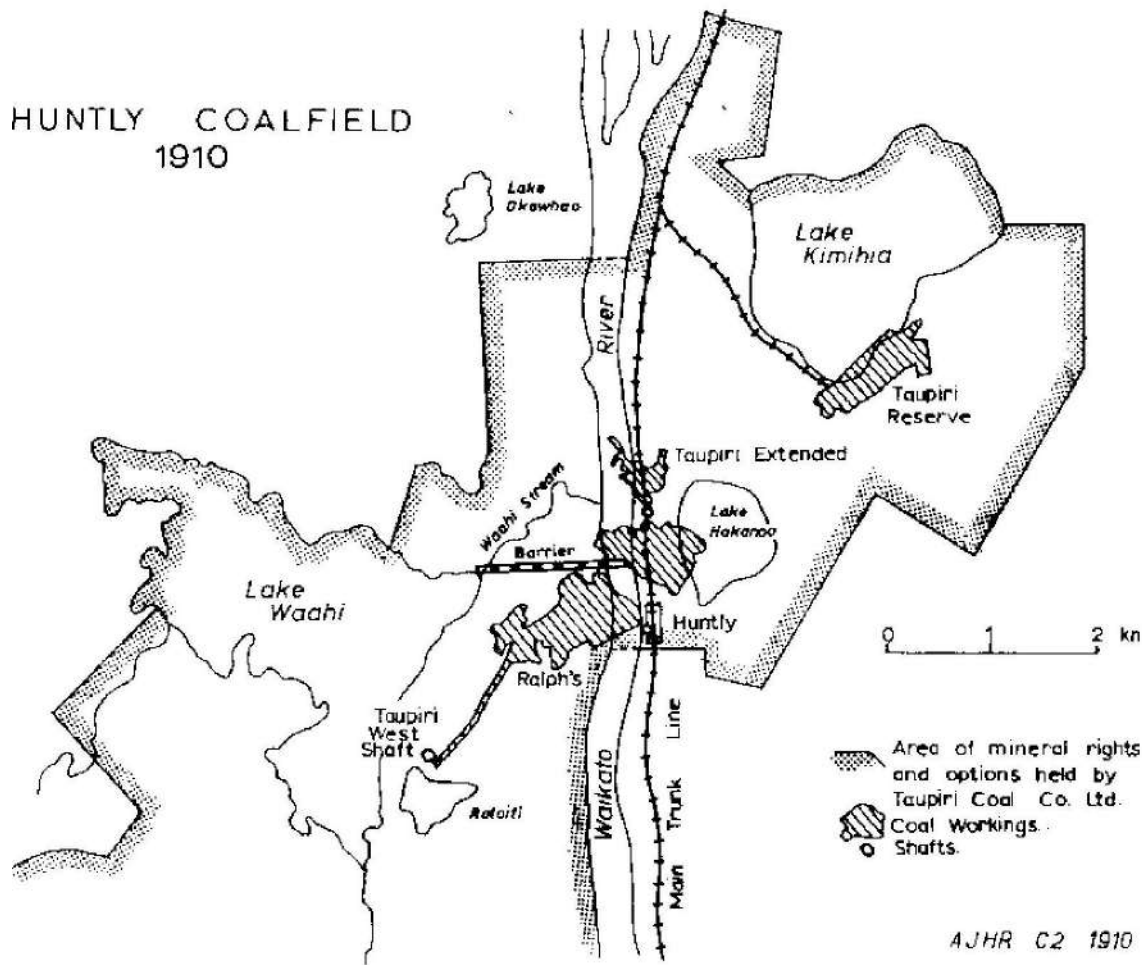 HUNTLY COALFIELD
1910
Lake
Okowhao
Lake
Kimihia
River
Taupiri
Reserve
Taupiri Extended
Waahi Stream
Lake
Hakanoa
Barrier
Lake
Waahi
Huntly
0 1 2 km
Ralph's
Taupiri
West
Shaft
Line
Area of mineral rights
and options held by
Taupiri Coal Co. Ltd.
Rotoiti
Waikato
Trunk
Coal Workings.
Shafts.
Main
AJHR C2 1910